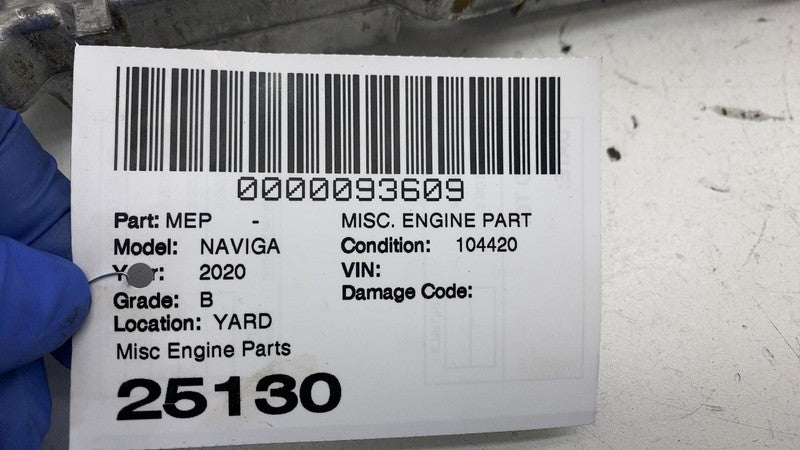 0000093609
Part: MEP - MISC. ENGINE PART
Model: NAVIGA Condition: 104420
2020 VIN:
Grade: B Damage Code:
Location: YARD
Misc Engine Parts
25130